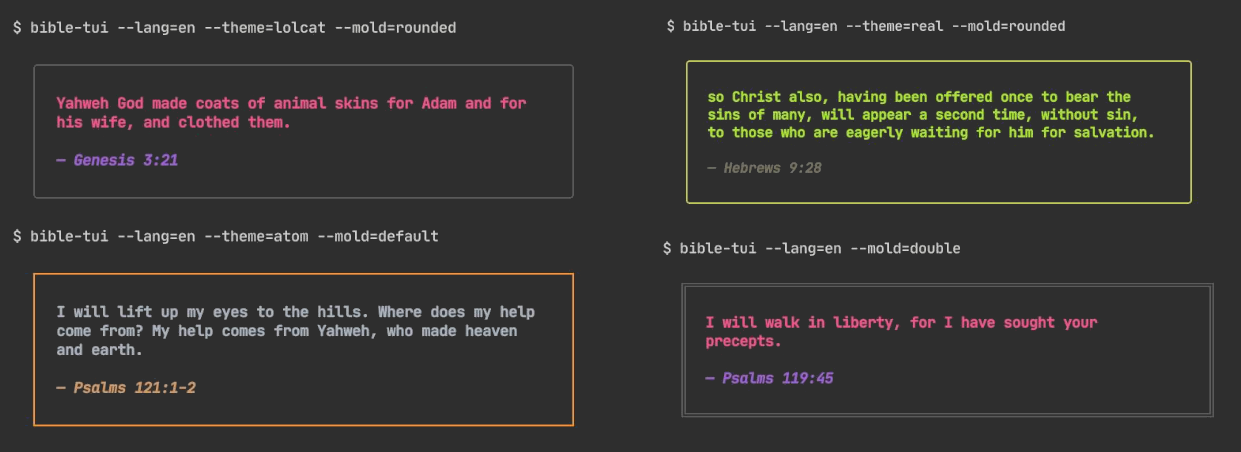 $ bible-tui --lang=en --theme=lolcat --mold=rounded
Yahweh God made coats of animal skins for Adam and for
his wife, and clothed them.
— Genesis 3:21
$ bible-tui --lang=en --theme=real --mold=rounded
so Christ also, having been offered once to bear the
sins of many, will appear a second time, without sin,
to those who are eagerly waiting for him for salvation.
— Hebrews 9:28
$ bible-tui --lang=en --theme=atom --mold=default
I will lift up my eyes to the hills. Where does my help
come from? My help comes from Yahweh, who made heaven
and earth.
— Psalms 121:1-2
$ bible-tui --lang=en --mold=double
I will walk in liberty, for I have sought your
precepts.
— Psalms 119:45